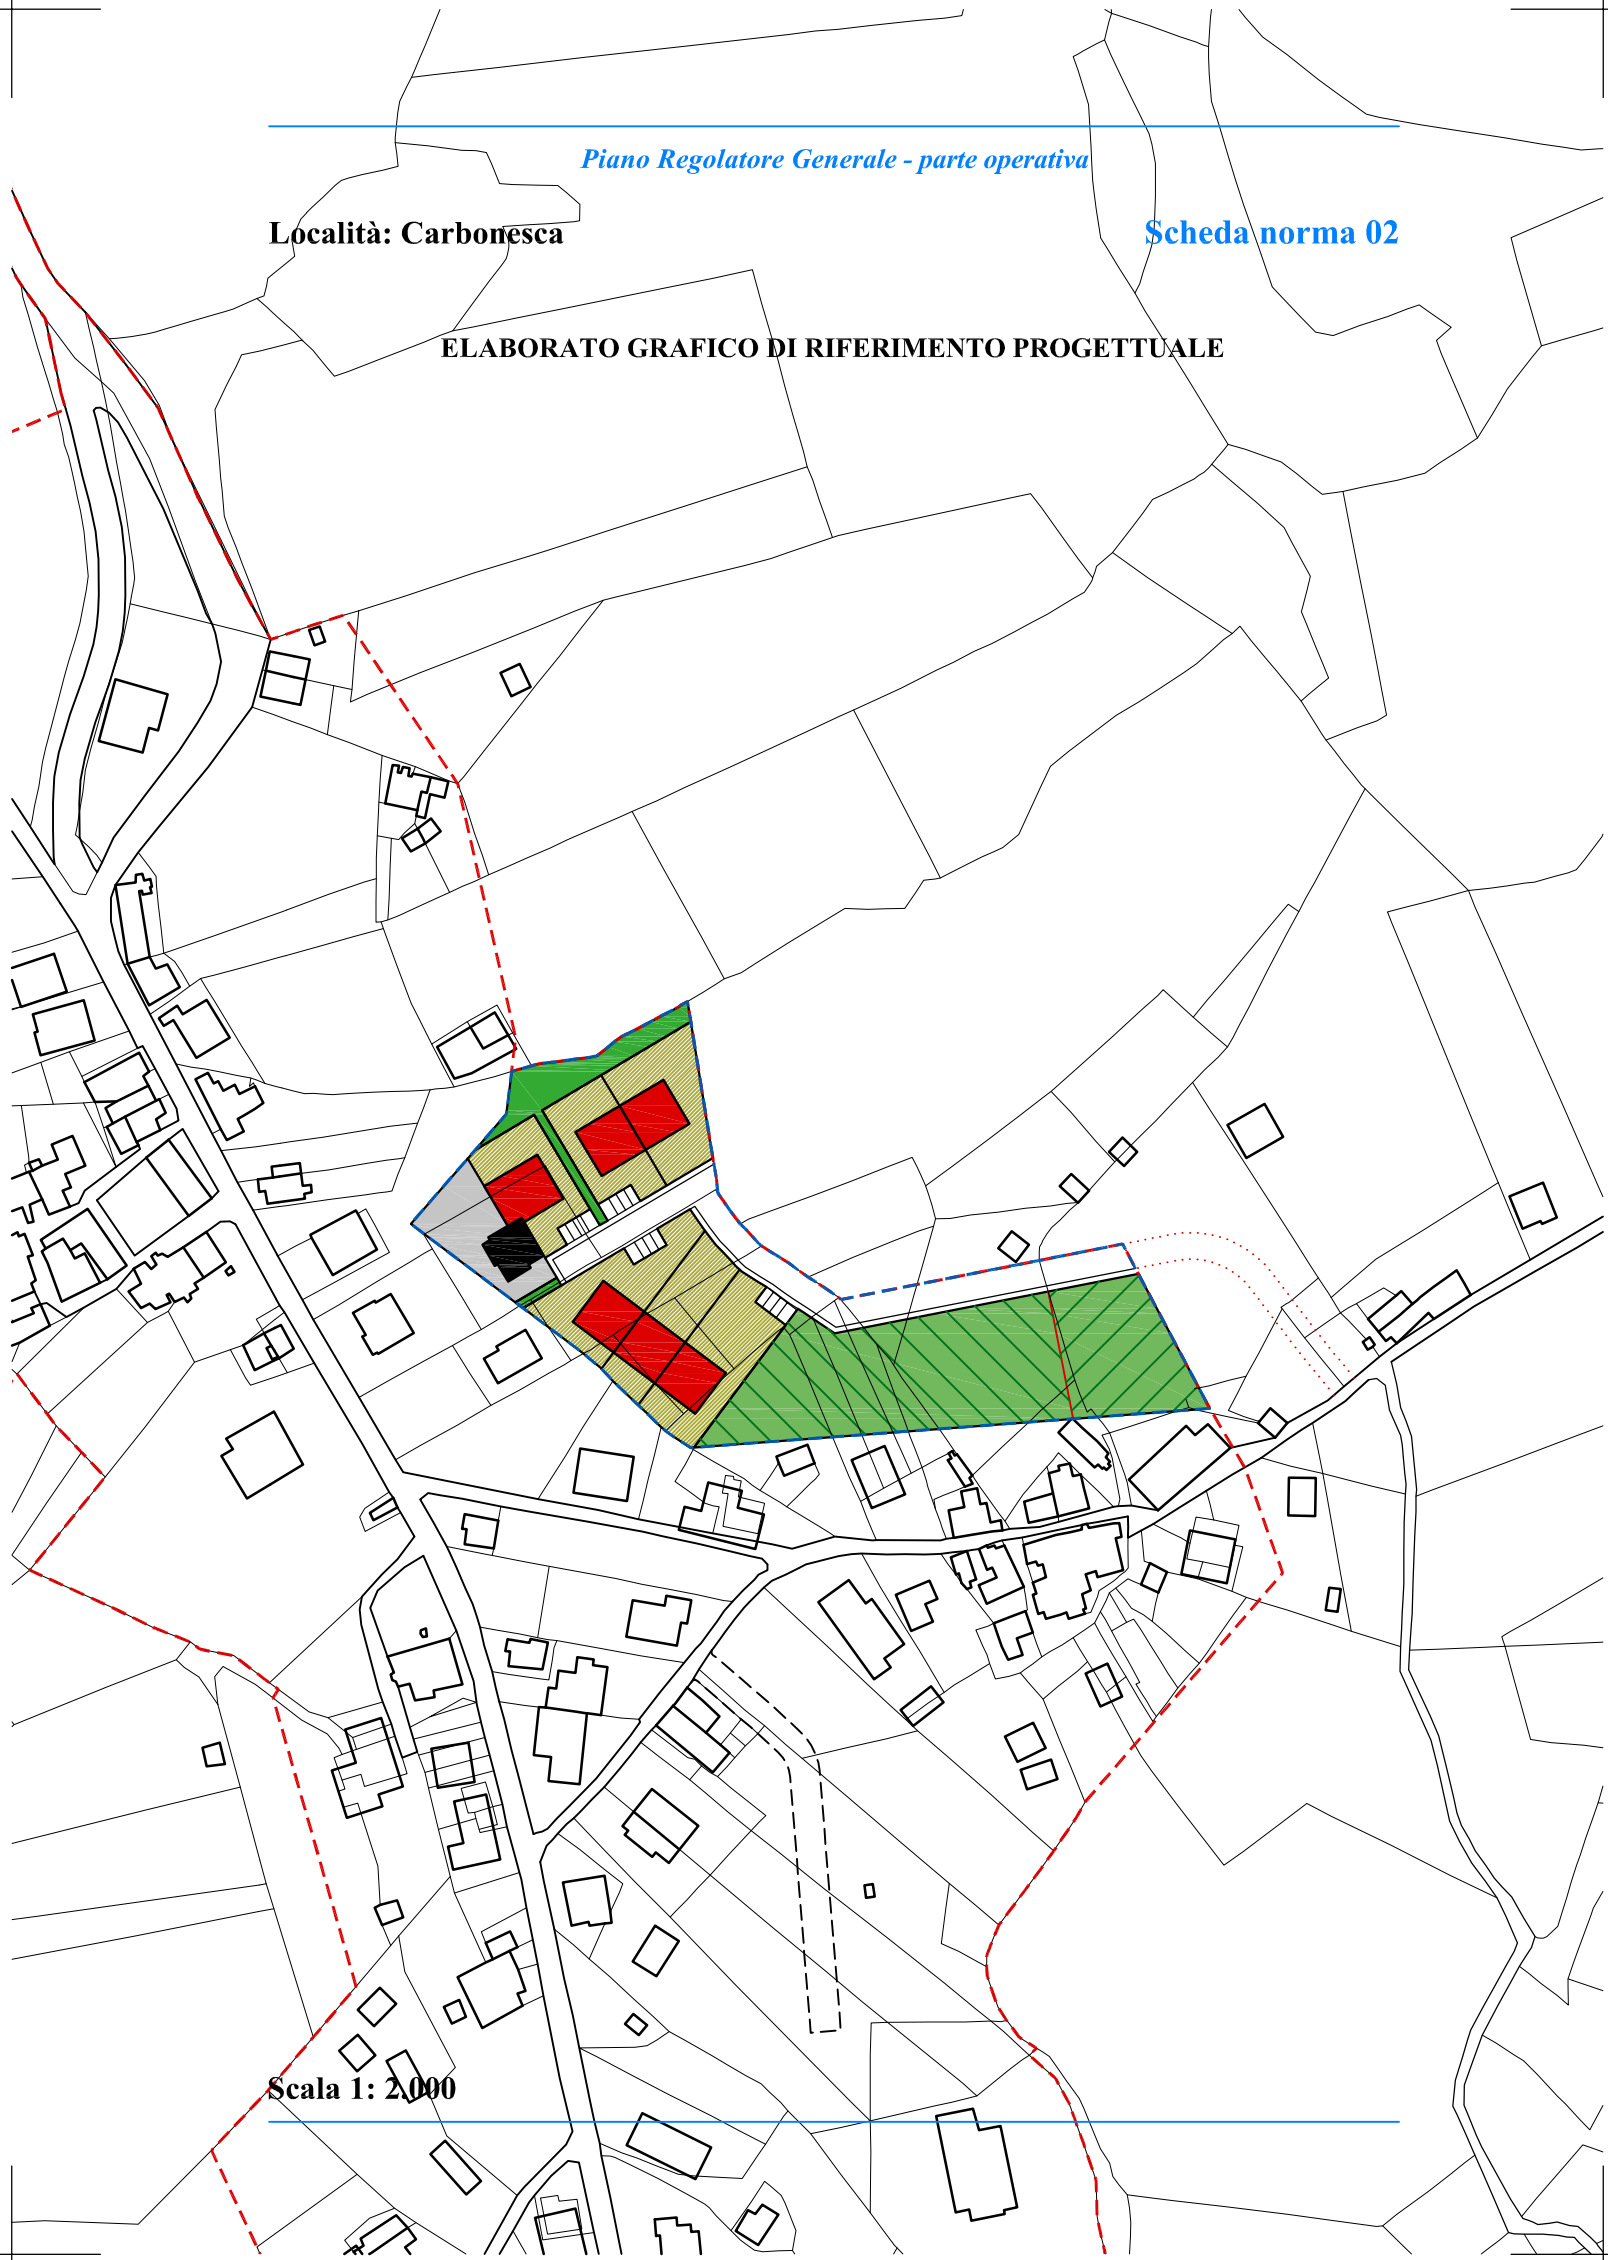 Piano Regolatore Generale - parte operativa
Località: Carbonesca
Scheda norma 02
ELABORATO GRAFICO DI RIFERIMENTO PROGETTUALE
Scala 1: 2.000